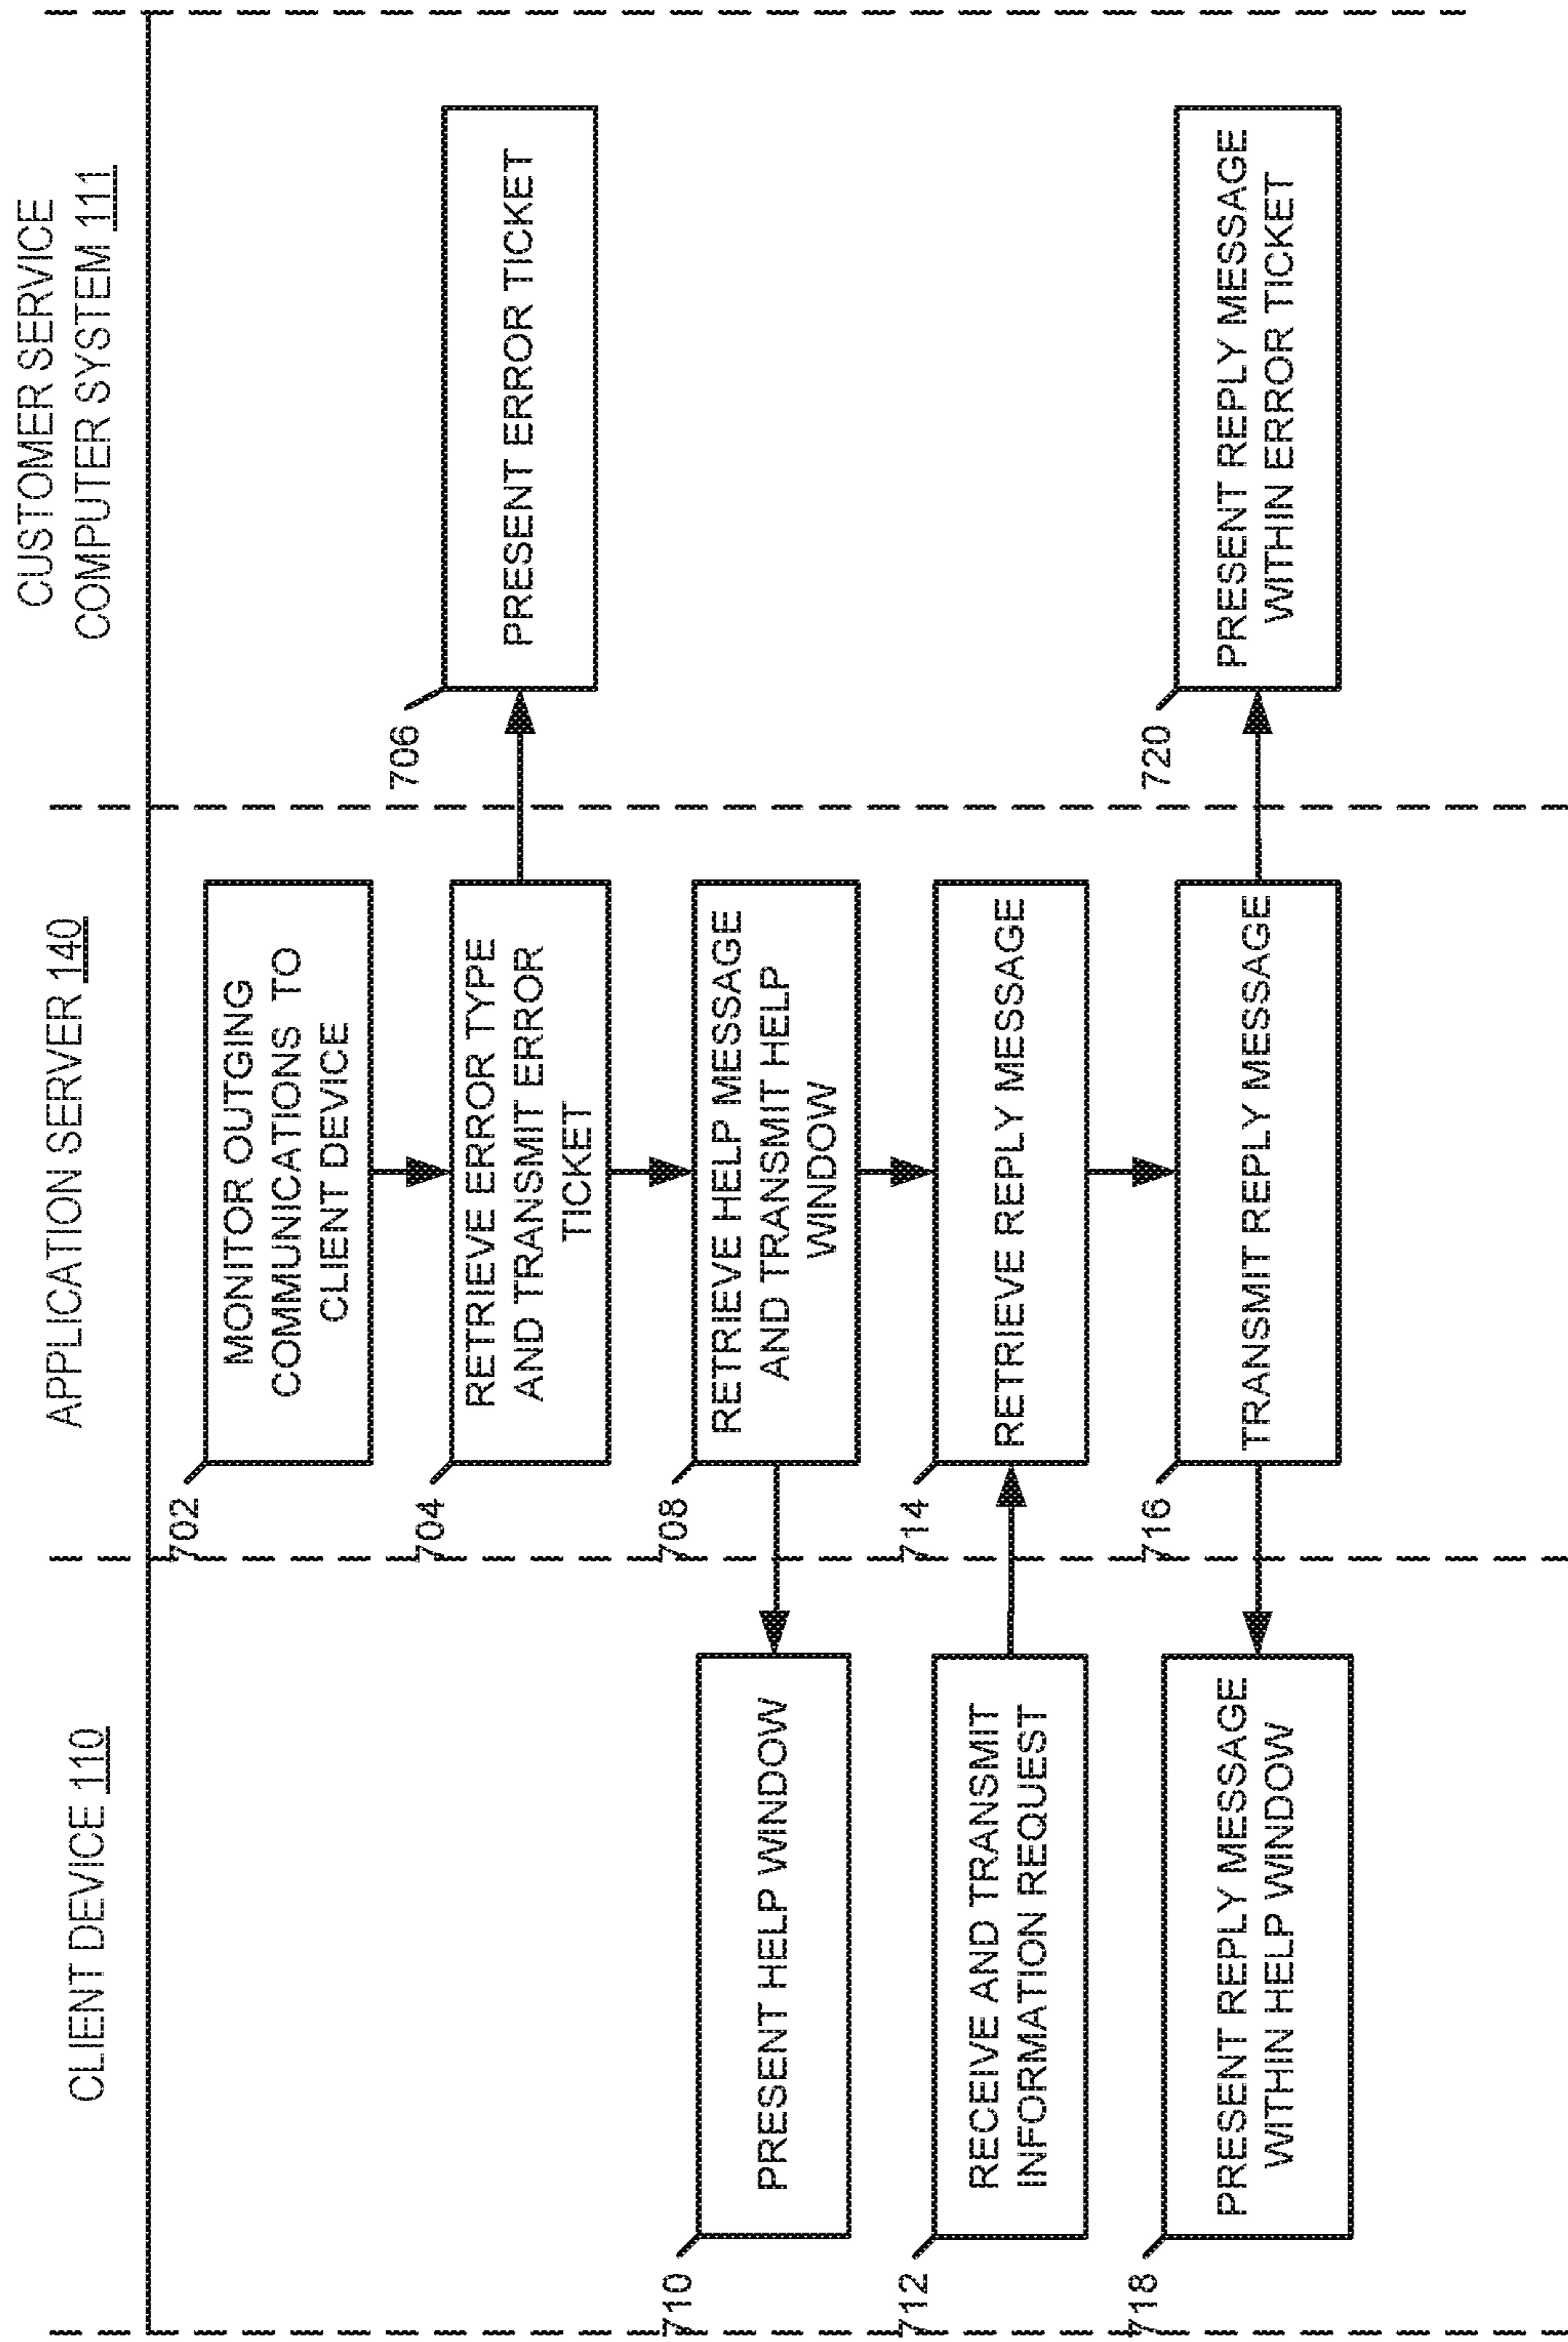 CLIENT DEVICE 110
APPLICATION SERVER 140
CUSTOMER SERVICE
COMPUTER SYSTEM 111
702
MONITOR OUTGING
COMMUNICATIONS TO
CLIENT DEVICE
704
RETRIEVE ERROR TYPE
AND TRANSMIT ERROR
TICKET
706
PRESENT ERROR TICKET
708
RETRIEVE HELP MESSAGE
AND TRANSMIT HELP
WINDOW
710
PRESENT HELP WINDOW
712
RECEIVE AND TRANSMIT
INFORMATION REQUEST
714
RETRIEVE REPLY MESSAGE
716
TRANSMIT REPLY MESSAGE
718
PRESENT REPLY MESSAGE
WITHIN HELP WINDOW
720
PRESENT REPLY MESSAGE
WITHIN ERROR TICKET